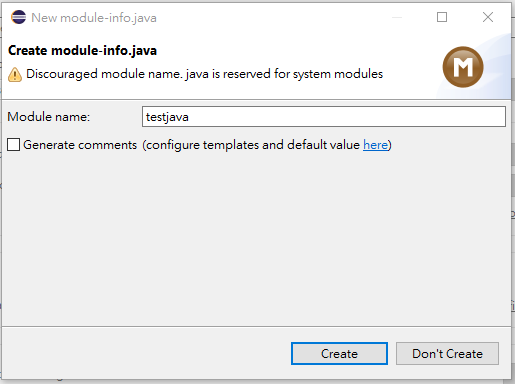 New module-info.java
Create module-info.java
Discouraged module name. java is reserved for system modules
M
Module name: testjava
Generate comments (configure templates and default value here)
Create Don't Create